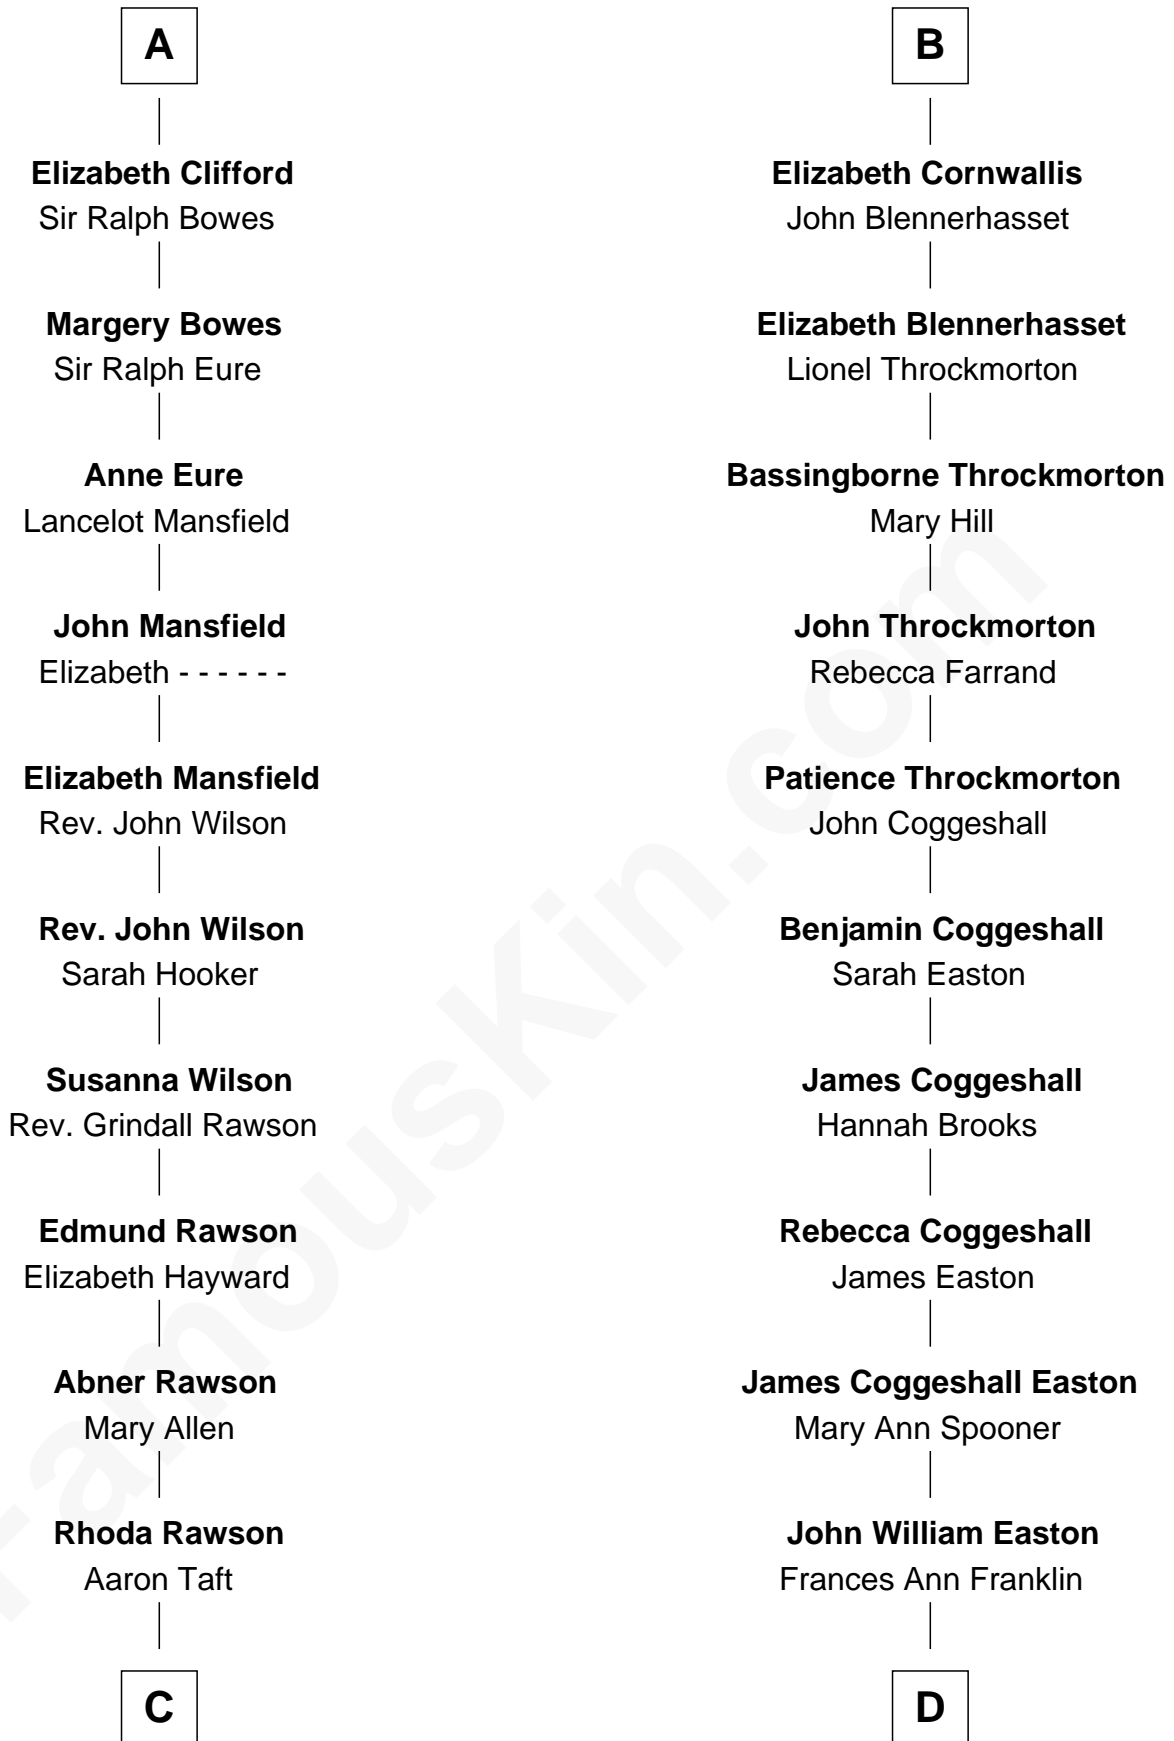 A
Elizabeth Clifford
Sir Ralph Bowes
Margery Bowes
Sir Ralph Eure
Anne Eure
Lancelot Mansfield
John Mansfield
Elizabeth - - - - - -
Elizabeth Mansfield
Rev. John Wilson
Rev. John Wilson
Sarah Hooker
Susanna Wilson
Rev. Grindall Rawson
Edmund Rawson
Elizabeth Hayward
Abner Rawson
Mary Allen
Rhoda Rawson
Aaron Taft
C
B
Elizabeth Cornwallis
John Blennerhasset
Elizabeth Blennerhasset
Lionel Throckmorton
Bassingborne Throckmorton
Mary Hill
John Throckmorton
Rebecca Farrand
Patience Throckmorton
John Coggeshall
Benjamin Coggeshall
Sarah Easton
James Coggeshall
Hannah Brooks
Rebecca Coggeshall
James Easton
James Coggeshall Easton
Mary Ann Spooner
John William Easton
Frances Ann Franklin
D
FamousKin.com